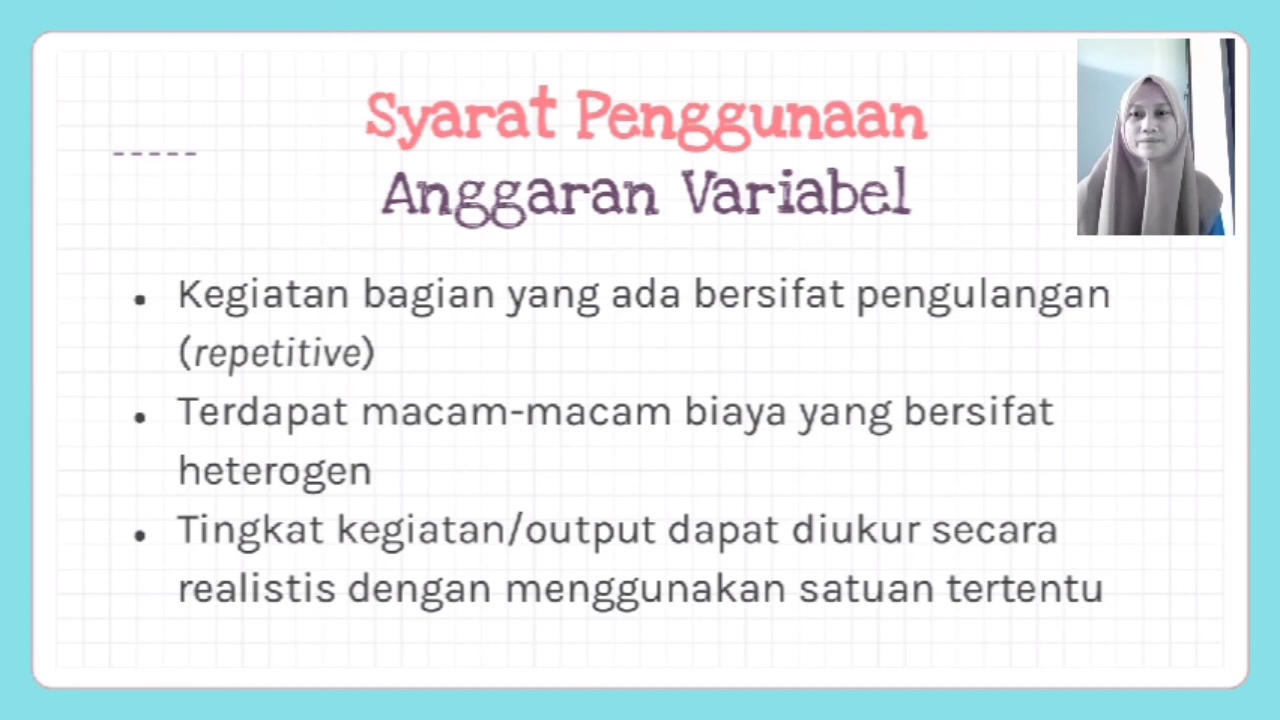 Syarat Penggunaan
Anggaran Variabel
Kegiatan bagian yang ada bersifat pengulangan
(repetitive)
Terdapat macam-macam biaya yang bersifat
heterogen
Tingkat kegiatan/output dapat diukur secara
realistis dengan menggunakan satuan tertentu